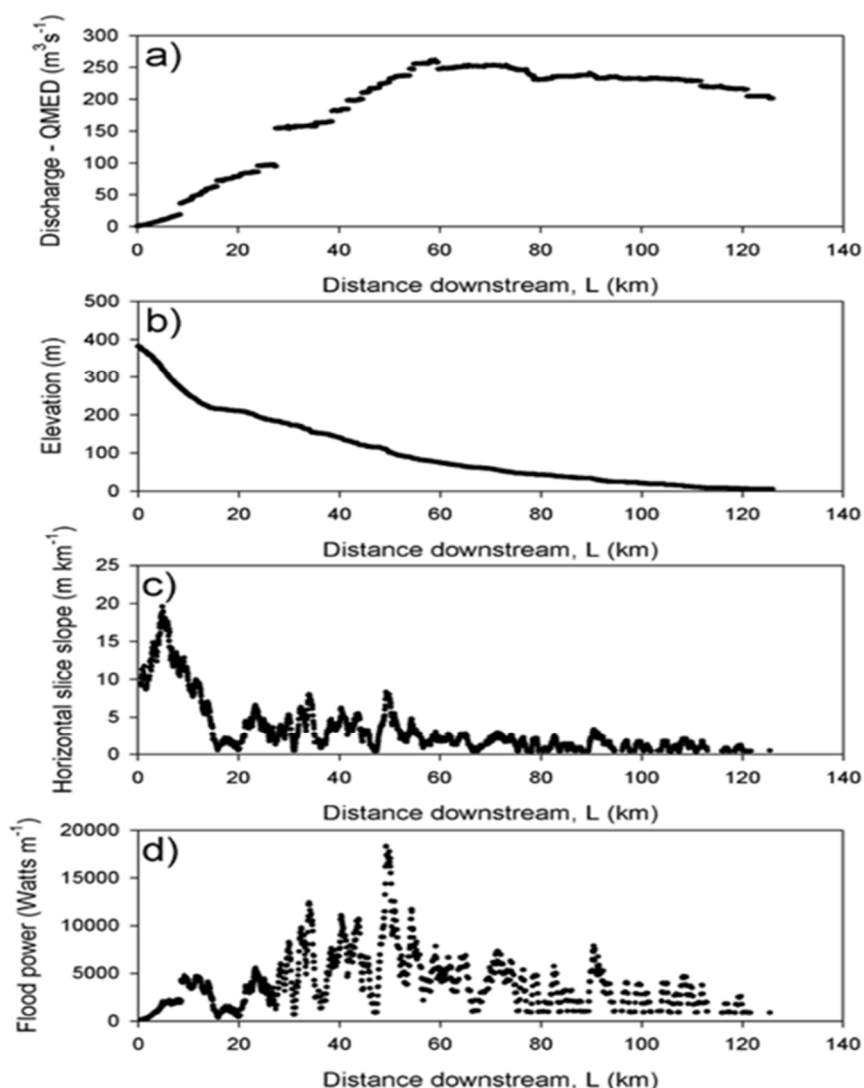 a)
Discharge - QMED (m³s⁻¹)
300
250
200
150
100
50
0
0 20 40 60 80 100 120 140
Distance downstream, L (km)
b)
Elevation (m)
500
400
300
200
100
0
0 20 40 60 80 100 120 140
Distance downstream, L (km)
c)
Horizontal slice slope (m km⁻¹)
25
20
15
10
5
0
0 20 40 60 80 100 120 140
Distance downstream, L (km)
d)
Flood power (Watts m⁻¹)
20000
15000
10000
5000
0
0 20 40 60 80 100 120 140
Distance downstream, L (km)